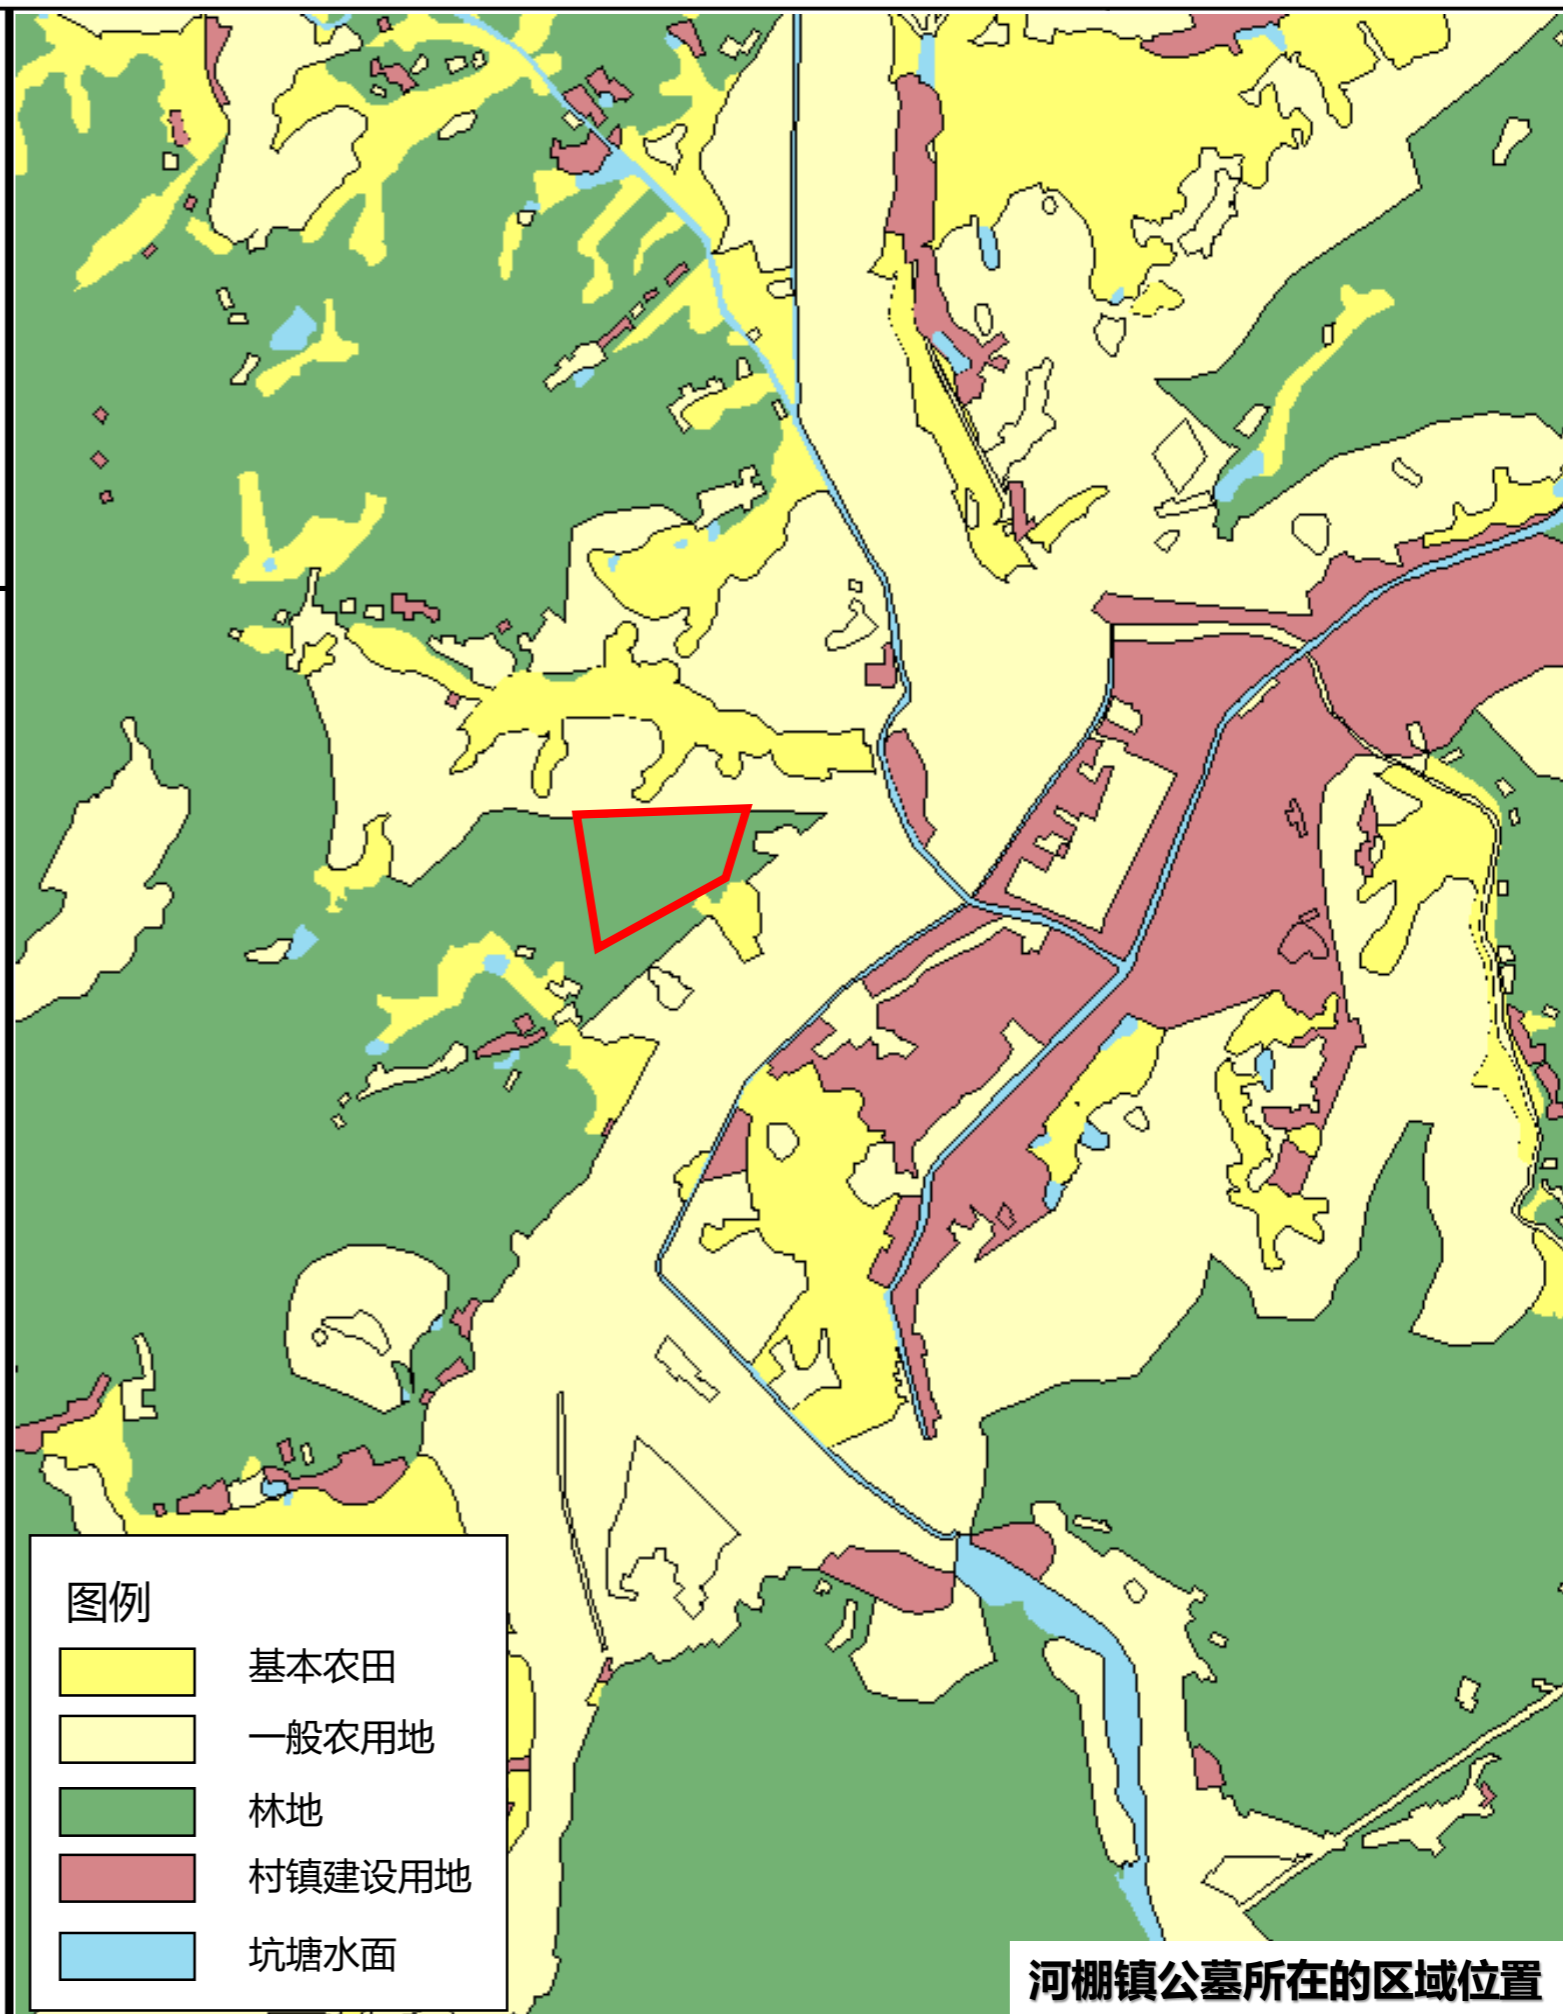 图例
基本农田
一般农用地
林地
村镇建设用地
坑塘水面
河棚镇公墓所在的区域位置